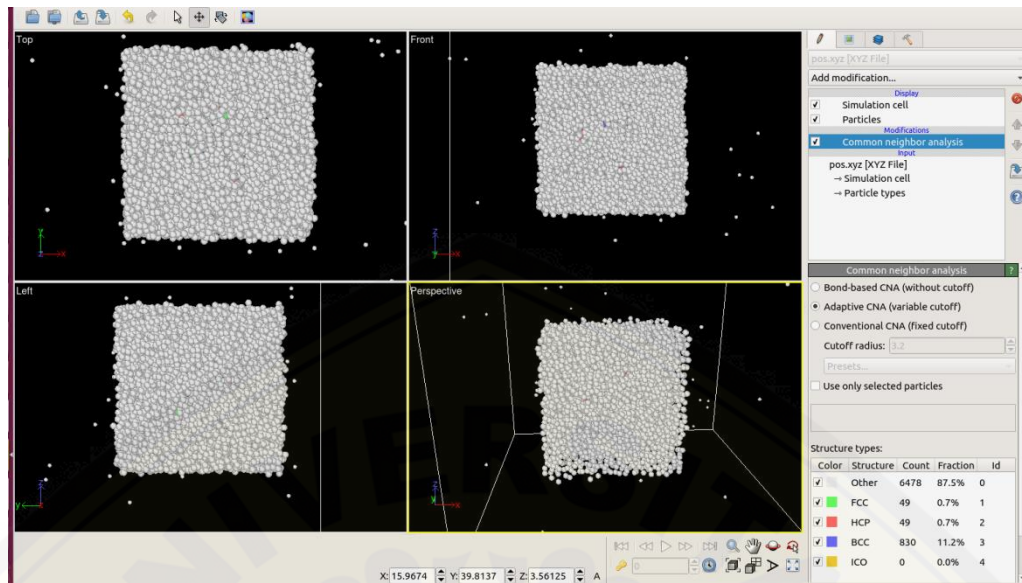 Top
y
z
x
Front
z
y
x
pos.xyz [XYZ File]
Add modification...
Display
Simulation cell
Particles
Modifications
Common neighbor analysis
Input
pos.xyz [XYZ File]
→ Simulation cell
→ Particle types
Left
z
y
x
Perspective
z
y
x
Common neighbor analysis
?
Bond-based CNA (without cutoff)
Adaptive CNA (variable cutoff)
Conventional CNA (fixed cutoff)
Cutoff radius: 3.2
Presets...
Use only selected particles
Structure types:
Color Structure Count Fraction Id
Other 6478 87.5% 0
FCC 49 0.7% 1
HCP 49 0.7% 2
BCC 830 11.2% 3
ICO 0 0.0% 4
0
X: 15.9674 Y: 39.8137 Z: 3.56125 A